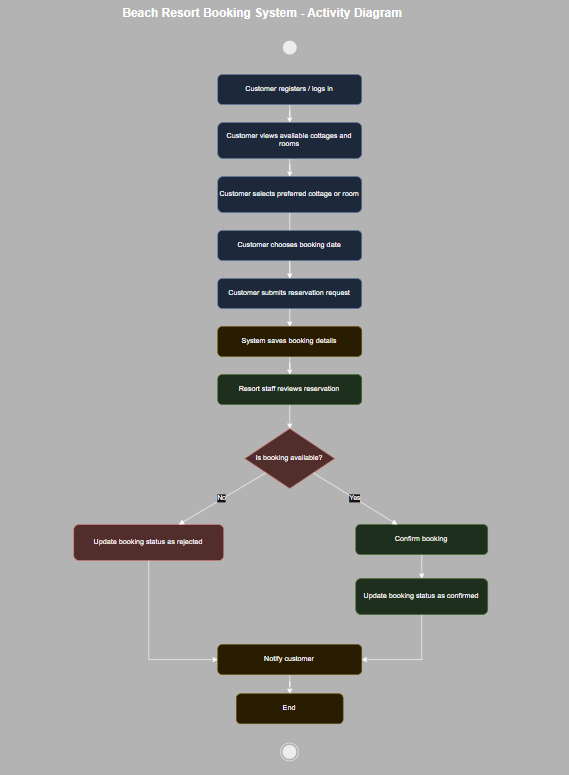 Beach Resort Booking System - Activity Diagram
Customer registers / logs in
Customer views available cottages and
rooms
Customer selects preferred cottage or room
Customer chooses booking date
Customer submits reservation request
System saves booking details
Resort staff reviews reservation
Is booking available?
No
Yes
Update booking status as rejected
Confirm booking
Update booking status as confirmed
Notify customer
End